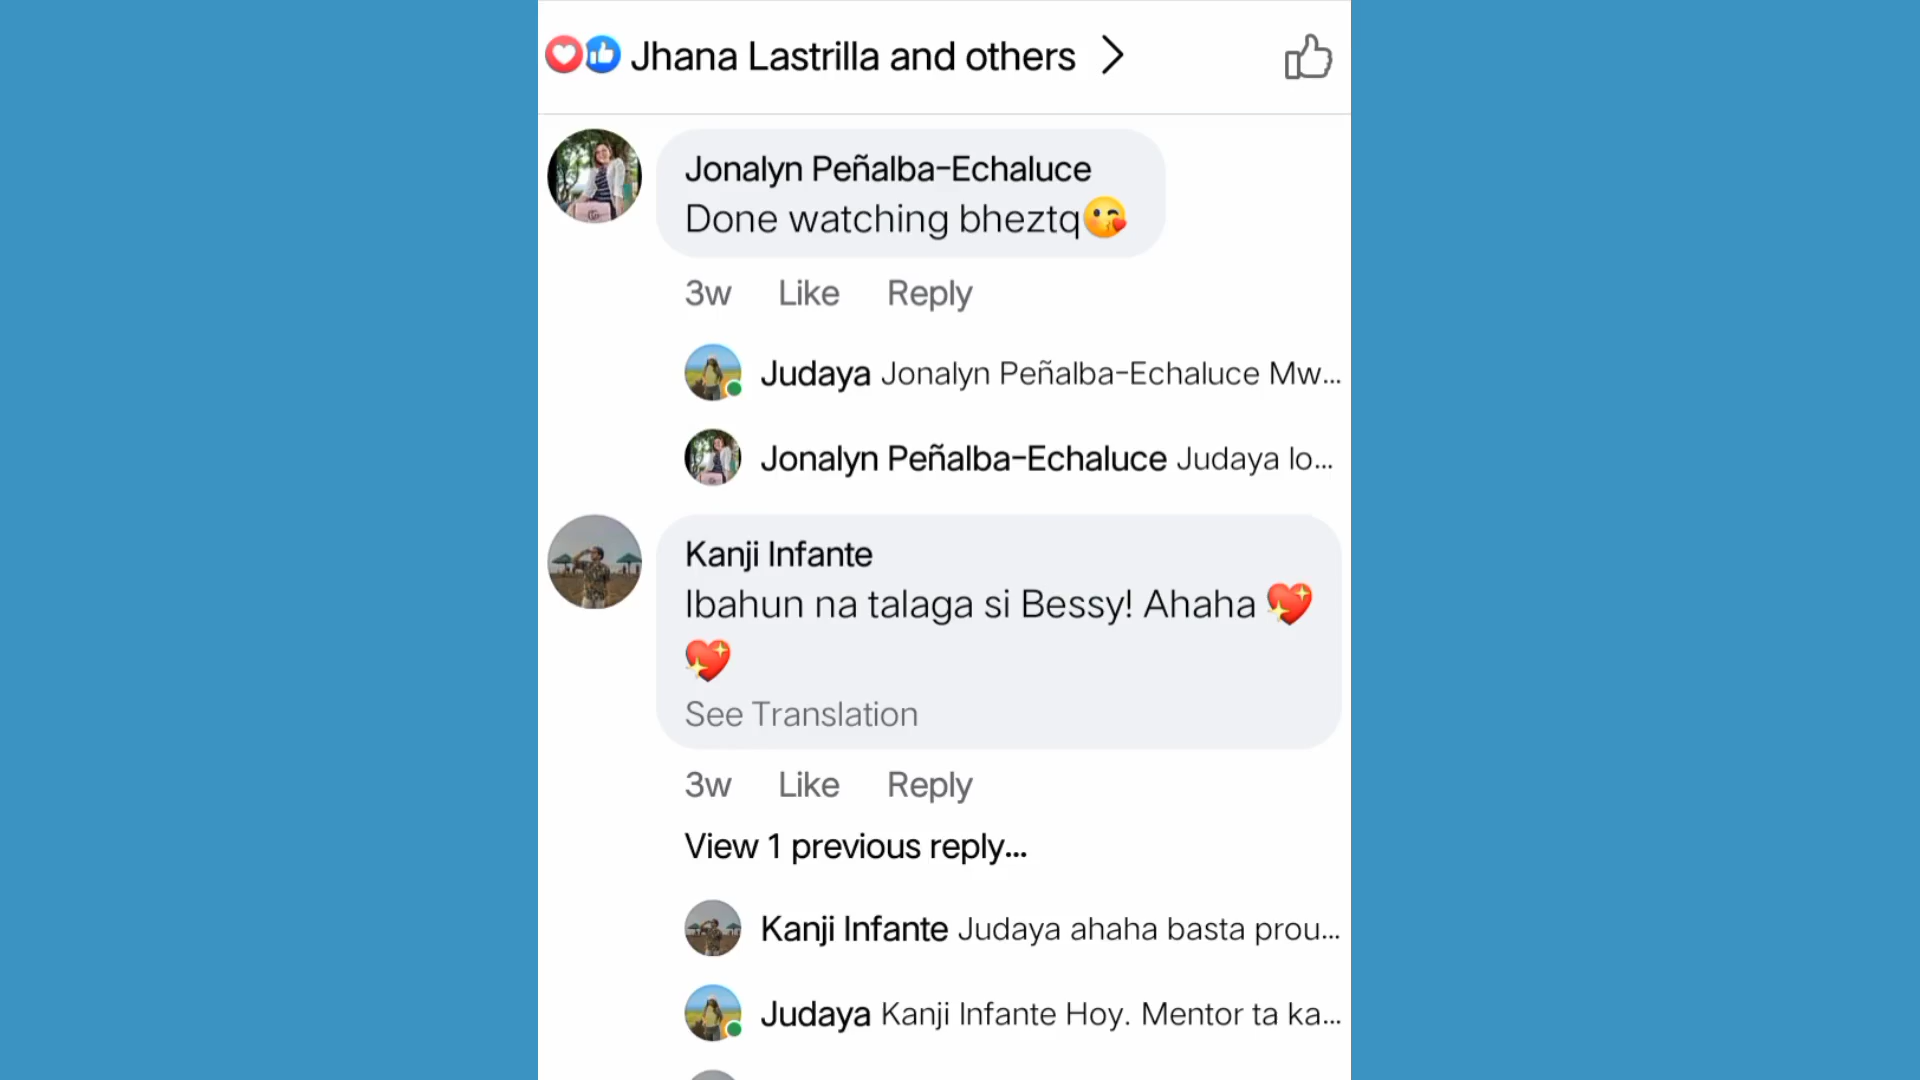 Jhana Lastrilla and others
Jonalyn Peñalba-Echaluce
Done watching bheztq😘
3w Like Reply
Judaya Jonalyn Peñalba-Echaluce Mw...
Jonalyn Peñalba-Echaluce Judaya lo...
Kanji Infante
Ibahun na talaga si Bessy! Ahaha 💖
💖
See Translation
3w Like Reply
View 1 previous reply...
Kanji Infante Judaya ahaha basta prou...
Judaya Kanji Infante Hoy. Mentor ta ka...